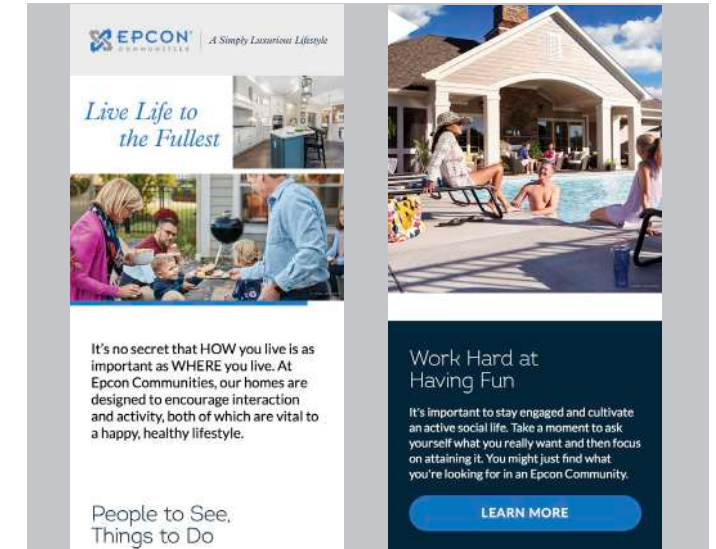 EPCON®
COMMUNITIES
A Simply Luxurious Lifestyle
Live Life to
the Fullest
It's no secret that HOW you live is as
important as WHERE you live. At
Epcon Communities, our homes are
designed to encourage interaction
and activity, both of which are vital to
a happy, healthy lifestyle.
People to See,
Things to Do
Work Hard at
Having Fun
It's important to stay engaged and cultivate
an active social life. Take a moment to ask
yourself what you really want and then focus
on attaining it. You might just find what
you're looking for in an Epcon Community.
LEARN MORE